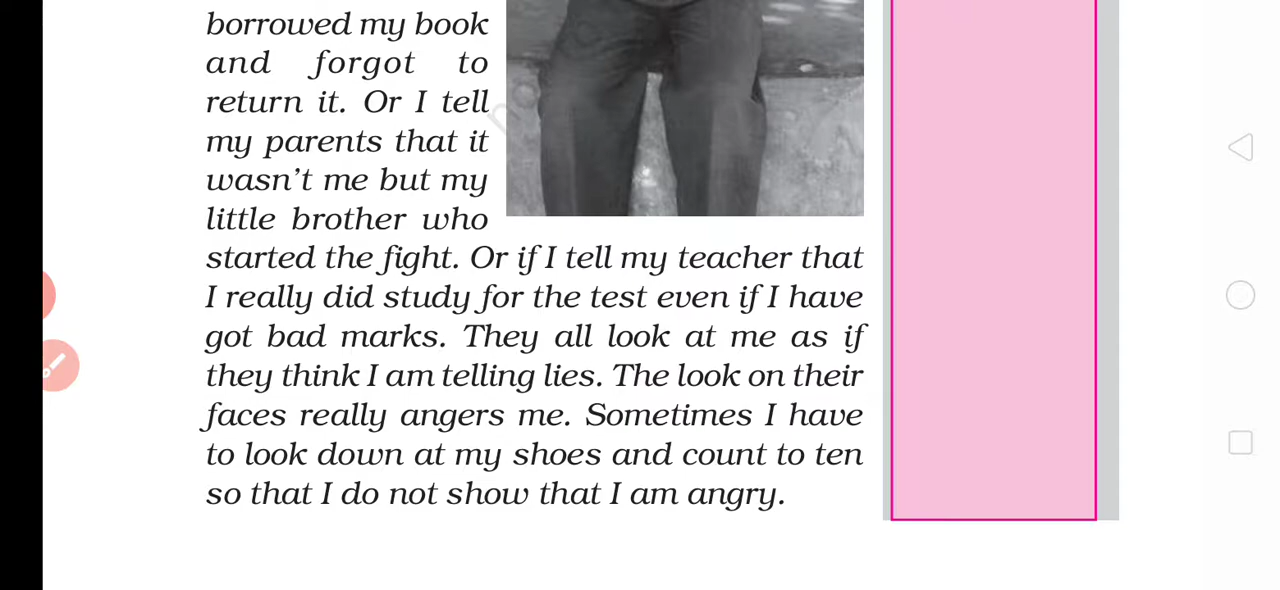 borrowed my book
and forgot to
return it. Or I tell
my parents that it
wasn't me but my
little brother who
started the fight. Or if I tell my teacher that
I really did study for the test even if I have
got bad marks. They all look at me as if
they think I am telling lies. The look on their
faces really angers me. Sometimes I have
to look down at my shoes and count to ten
so that I do not show that I am angry.